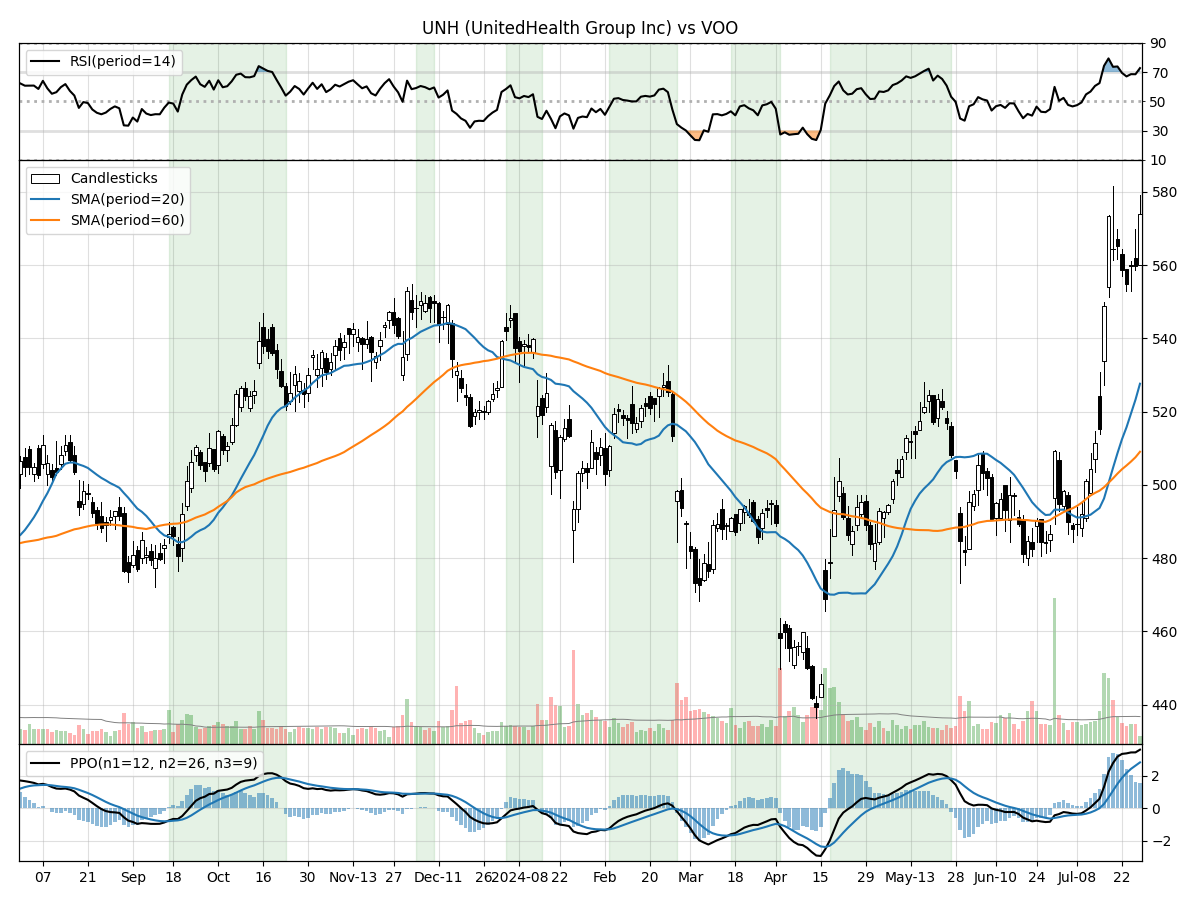 UNH (UnitedHealth Group Inc) vs VOO
RSI(period=14)
90
70
50
30
10
Candlesticks
SMA(period=20)
SMA(period=60)
580
560
540
520
500
480
460
440
PPO(n1=12, n2=26, n3=9)
2
0
−2
07 21 Sep 18 Oct 16 30 Nov-13 27 Dec-11 26 2024-08 22 Feb 20 Mar 18 Apr 15 29 May-13 28 Jun-10 24 Jul-08 22